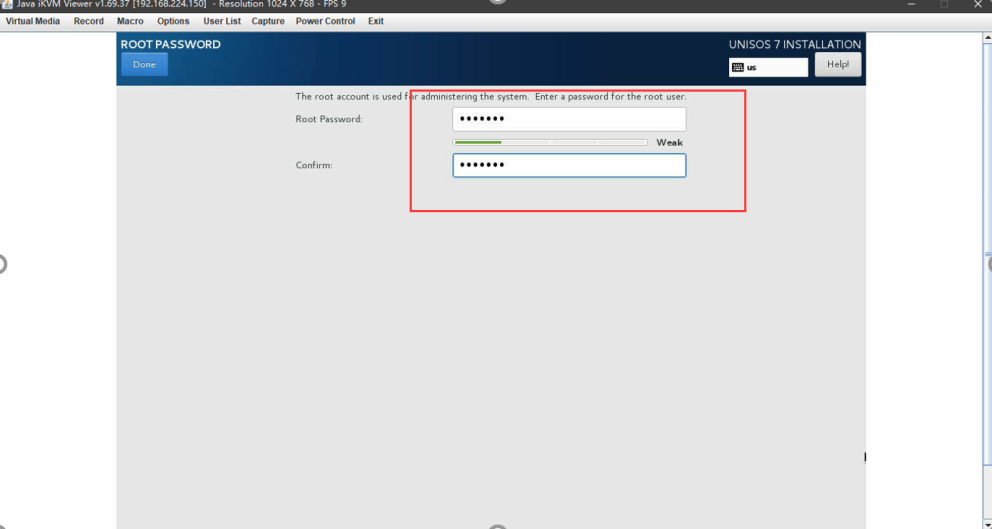 Java iKVM Viewer v1.69.37 [192.168.224.150] - Resolution 1024 X 768 - FPS 9
Virtual Media Record Macro Options User List Capture Power Control Exit
ROOT PASSWORD
UNISOS 7 INSTALLATION
Done
us
Help!
The root account is used for administering the system. Enter a password for the root user.
Root Password:
•••••••
Weak
Confirm:
•••••••